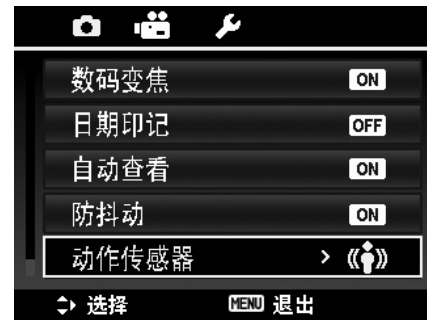 数码变焦 ON
日期印记 OFF
自动查看 ON
防抖动 ON
动作传感器 >
选择 MENU 退出